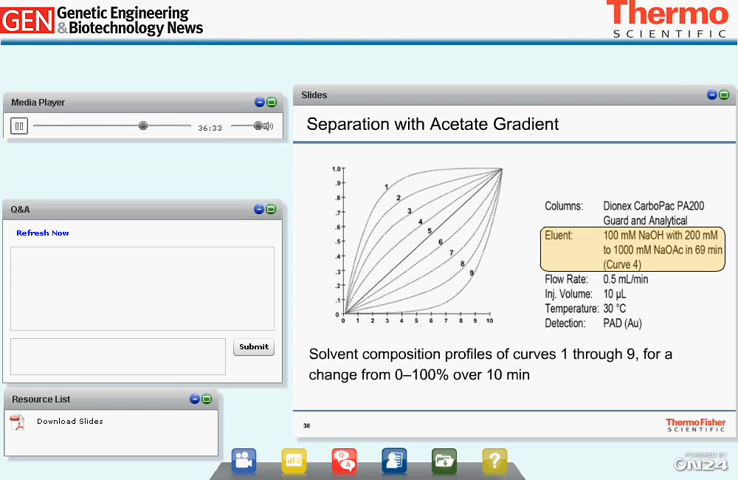 GEN Genetic Engineering
& Biotechnology News
Thermo
SCIENTIFIC
Media Player
36:33
Q&A
Refresh Now
Submit
Resource List
Download Slides
Slides
Separation with Acetate Gradient
1.0
.9
.8
.7
.6
.5
.4
.3
.2
.1
0
0 1 2 3 4 5 6 7 8 9 10
1
2
3
4
5
6
7
8
9
Columns: Dionex CarboPac PA200
Guard and Analytical
Eluent: 100 mM NaOH with 200 mM
to 1000 mM NaOAc in 69 min
(Curve 4)
Flow Rate: 0.5 mL/min
Inj. Volume: 10 µL
Temperature: 30 °C
Detection: PAD (Au)
Solvent composition profiles of curves 1 through 9, for a
change from 0–100% over 10 min
38
ThermoFisher
SCIENTIFIC
Q A
?
POWERED BY
ON24